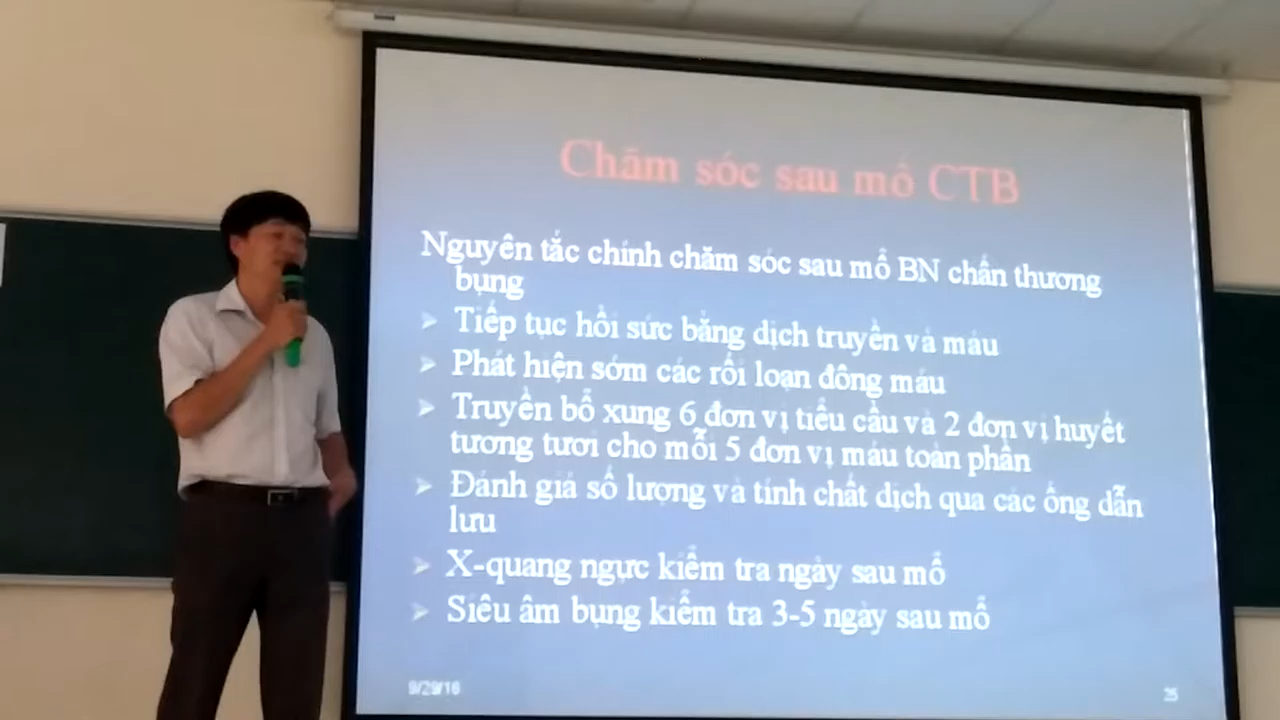 Chăm sóc sau mổ CTB
Nguyên tắc chính chăm sóc sau mổ BN chấn thương
bụng
Tiếp tục hồi sức bằng dịch truyền và máu
Phát hiện sớm các rối loạn đông máu
Truyền bổ xung 6 đơn vị tiểu cầu và 2 đơn vị huyết
tương tươi cho mỗi 5 đơn vị máu toàn phần
Đánh giá số lượng và tính chất dịch qua các ống dẫn
lưu
X-quang ngực kiểm tra ngày sau mổ
Siêu âm bụng kiểm tra 3-5 ngày sau mổ
9/29/16
25